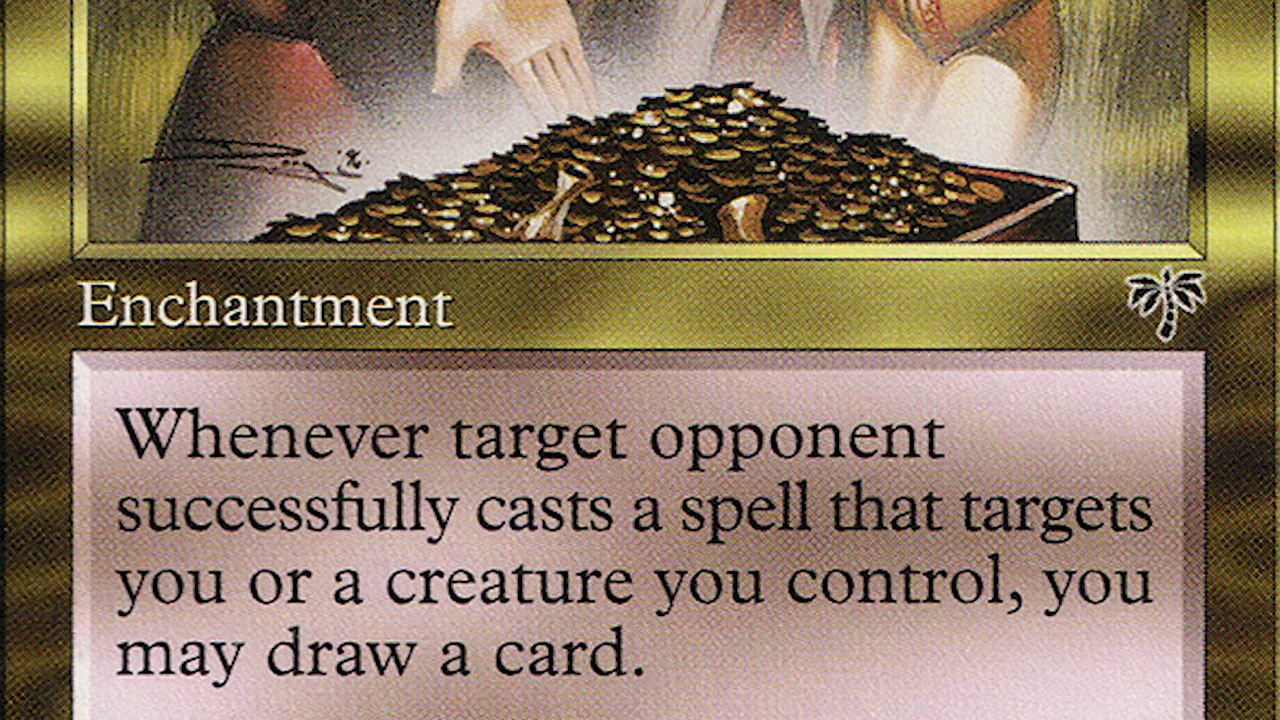 Enchantment
Whenever target opponent
successfully casts a spell that targets
you or a creature you control, you
may draw a card.